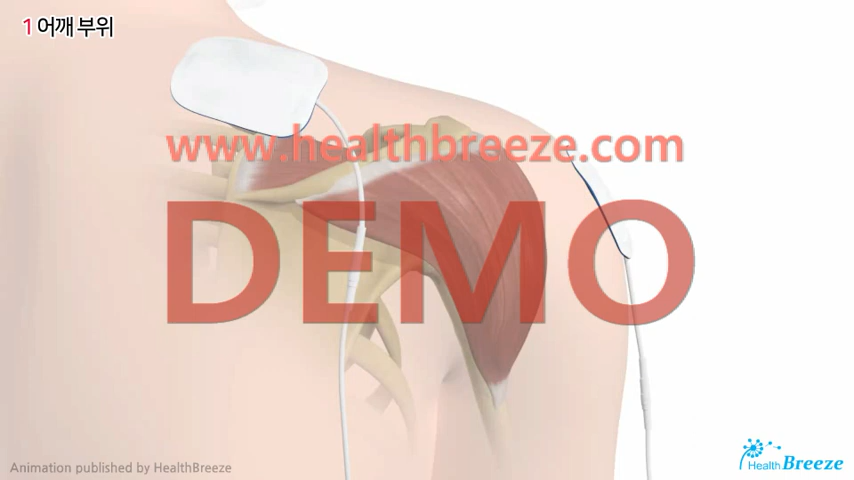 1 어깨 부위
www.healthbreeze.com
DEMO
Animation published by HealthBreeze
Health Breeze